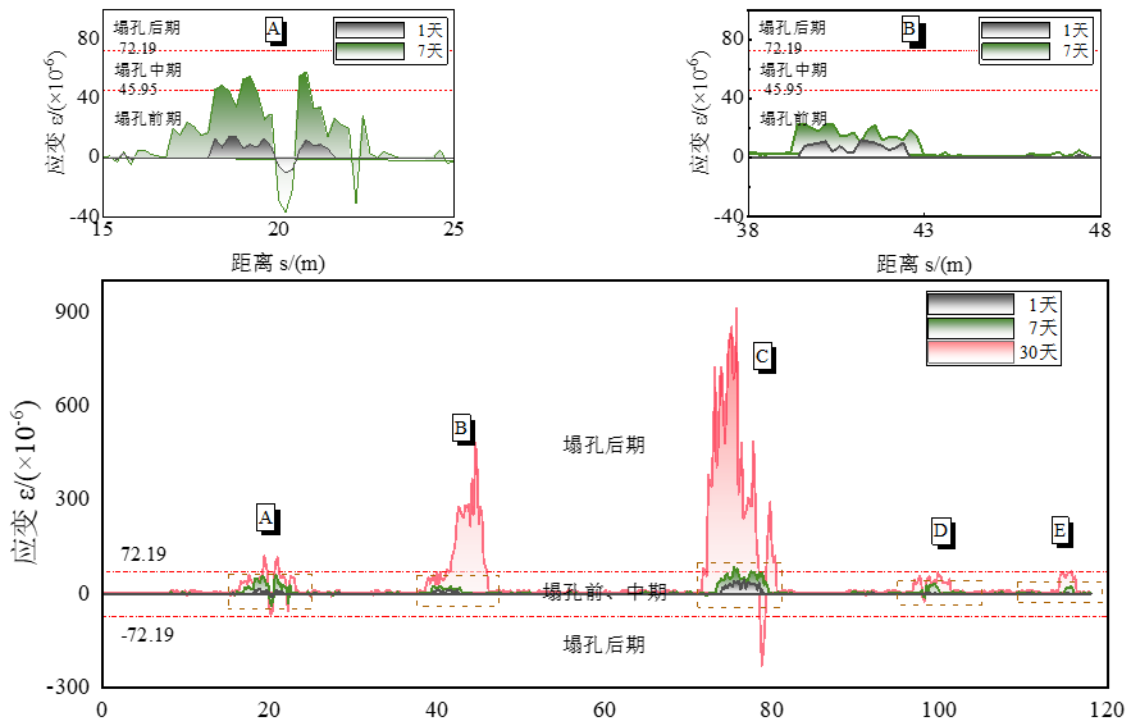 A
1天
7天
80
塌孔后期
72.19
塌孔中期
45.95
40
塌孔前期
0
-40
15
20
25
应变 ε/(×10⁻⁶)
距离 s/(m)
B
1天
7天
80
塌孔后期
72.19
塌孔中期
45.95
40
塌孔前期
0
-40
38
43
48
应变 ε/(×10⁻⁶)
距离 s/(m)
900
600
300
0
-300
应变 ε/(×10⁻⁶)
1天
7天
30天
C
B
塌孔后期
A
D
E
72.19
塌孔前、中期
-72.19
塌孔后期
0
20
40
60
80
100
120